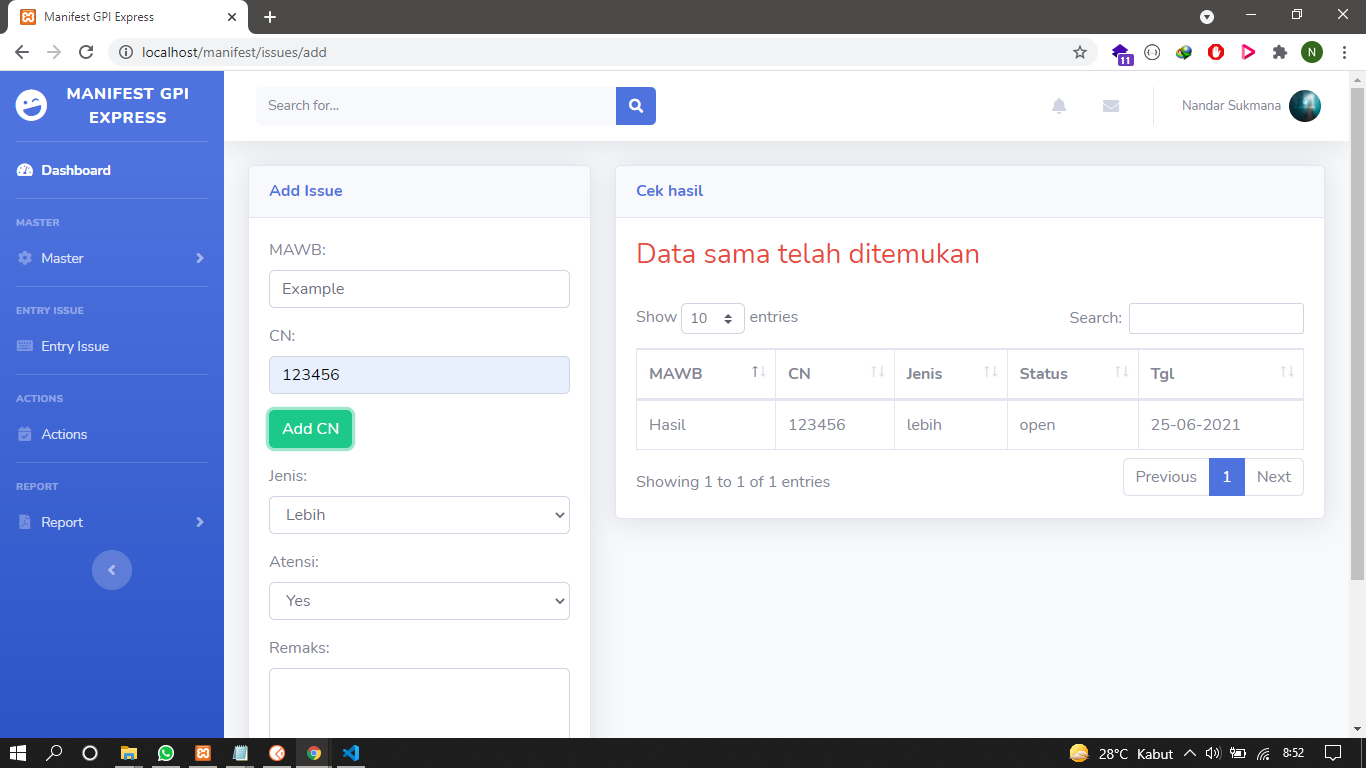 Manifest GPI Express
localhost/manifest/issues/add
11
N
MANIFEST GPI
EXPRESS
Search for...
Nandar Sukmana
Dashboard
MASTER
Master
ENTRY ISSUE
Entry Issue
ACTIONS
Actions
REPORT
Report
Add Issue
MAWB:
Example
CN:
123456
Add CN
Jenis:
Lebih
Atensi:
Yes
Remaks:
Cek hasil
Data sama telah ditemukan
Show 10 entries
Search:
MAWB CN Jenis Status Tgl
Hasil 123456 lebih open 25-06-2021
Showing 1 to 1 of 1 entries
Previous 1 Next
28°C Kabut
8:52